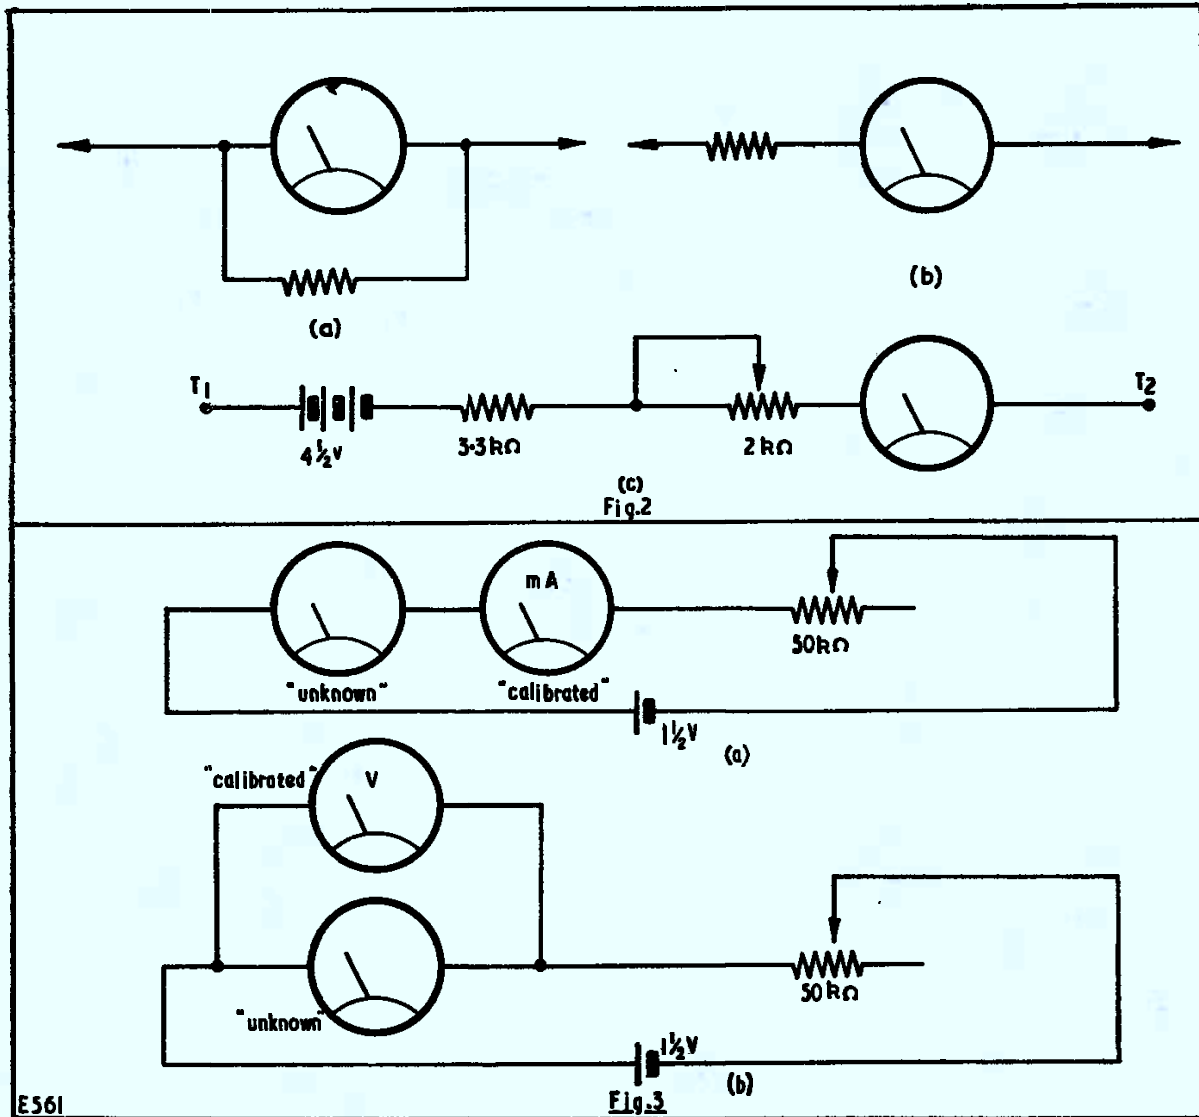 (a)
(b)
T1
4½V
3·3kΩ
2kΩ
T2
(c)
Fig.2
mA
"unknown"
"calibrated"
50kΩ
1½V
(a)
"calibrated"
V
"unknown"
50kΩ
1½V
(b)
Fig.3
E561